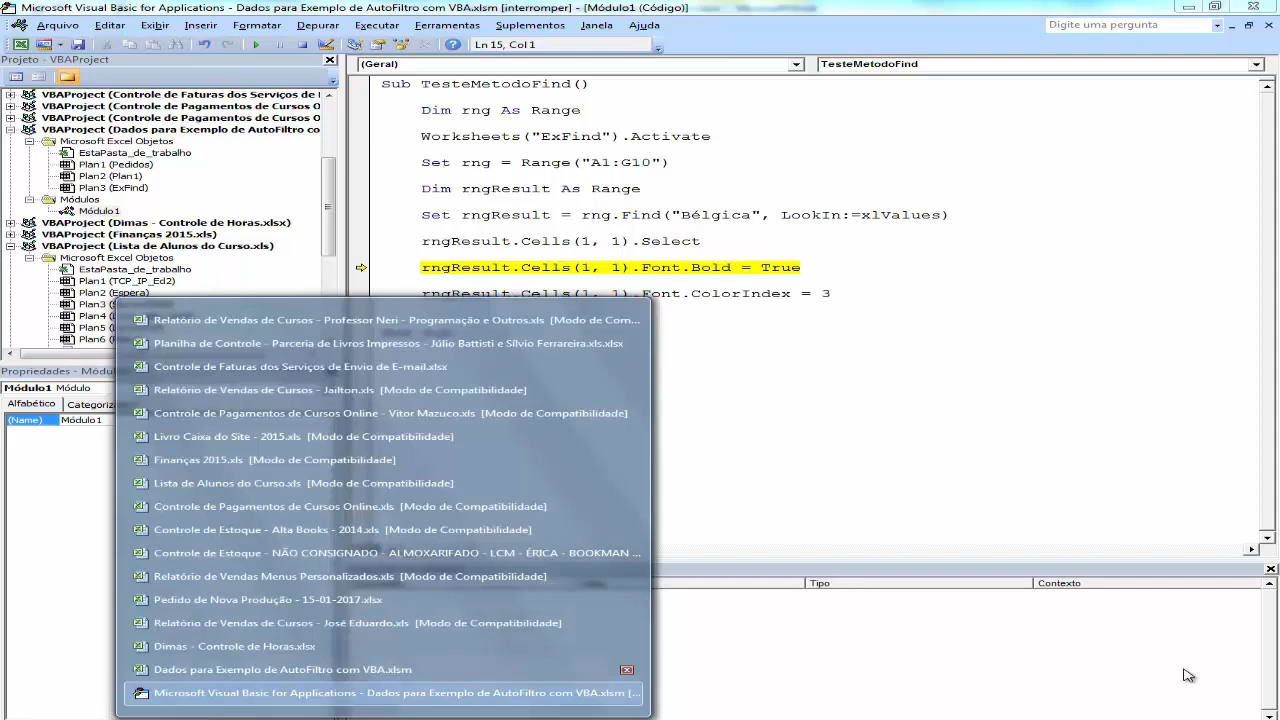 Microsoft Visual Basic for Applications - Dados para Exemplo de AutoFiltro com VBA.xlsm [interromper] - [Módulo1 (Código)]
Arquivo Editar Exibir Inserir Formatar Depurar Executar Ferramentas Suplementos Janela Ajuda
Digite uma pergunta
Ln 15, Col 1
Projeto - VBAProject
(Geral)
TesteMetodoFind
VBAProject (Controle de Faturas dos Serviços de
VBAProject (Controle de Pagamentos de Cursos O
VBAProject (Controle de Pagamentos de Cursos O
VBAProject (Dados para Exemplo de AutoFiltro co
Microsoft Excel Objetos
EstaPasta_de_trabalho
Plan1 (Pedidos)
Plan2 (Plan1)
Plan3 (ExFind)
Módulos
Módulo1
VBAProject (Dimas - Controle de Horas.xlsx)
VBAProject (Finanças 2015.xls)
VBAProject (Lista de Alunos do Curso.xls)
Microsoft Excel Objetos
EstaPasta_de_trabalho
Plan1 (TCP_IP_Ed2)
Plan2 (Espera)
Plan3
Plan4
Plan5
Plan6
Sub TesteMetodoFind()
Dim rng As Range
Worksheets("ExFind").Activate
Set rng = Range("A1:G10")
Dim rngResult As Range
Set rngResult = rng.Find("Bélgica", LookIn:=xlValues)
rngResult.Cells(1, 1).Select
rngResult.Cells(1, 1).Font.Bold = True
rngResult.Cells(1, 1).Font.ColorIndex = 3
Propriedades - Módulo1
Módulo1 Módulo
Alfabético Categoriz
(Name) Módulo1
Relatório de Vendas de Cursos - Professor Neri - Programação e Outros.xls [Modo de Com...
Planilha de Controle - Parceria de Livros Impressos - Júlio Battisti e Sílvio Ferrareira.xls.xlsx
Controle de Faturas dos Serviços de Envio de E-mail.xlsx
Relatório de Vendas de Cursos - Jailton.xls [Modo de Compatibilidade]
Controle de Pagamentos de Cursos Online - Vitor Mazuco.xls [Modo de Compatibilidade]
Livro Caixa do Site - 2015.xls [Modo de Compatibilidade]
Finanças 2015.xls [Modo de Compatibilidade]
Lista de Alunos do Curso.xls [Modo de Compatibilidade]
Controle de Pagamentos de Cursos Online.xls [Modo de Compatibilidade]
Controle de Estoque - Alta Books - 2014.xls [Modo de Compatibilidade]
Controle de Estoque - NÃO CONSIGNADO - ALMOXARIFADO - LCM - ÉRICA - BOOKMAN ...
Relatório de Vendas Menus Personalizados.xls [Modo de Compatibilidade]
Pedido de Nova Produção - 15-01-2017.xlsx
Relatório de Vendas de Cursos - José Eduardo.xls [Modo de Compatibilidade]
Dimas - Controle de Horas.xlsx
Dados para Exemplo de AutoFiltro com VBA.xlsm
Microsoft Visual Basic for Applications - Dados para Exemplo de AutoFiltro com VBA.xlsm [...
Tipo
Contexto